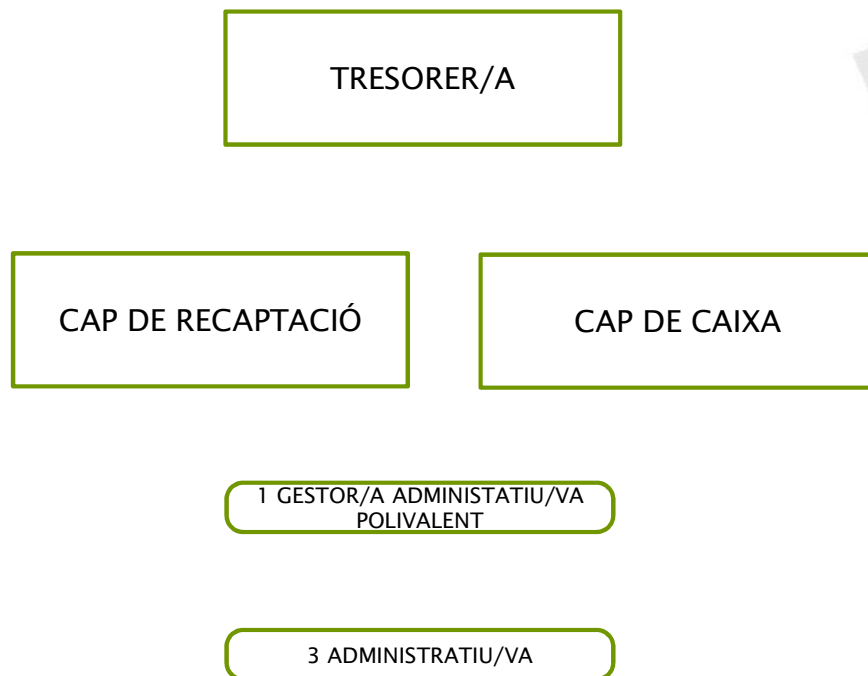 TRESORER/A
CAP DE RECAPTACIÓ
CAP DE CAIXA
1 GESTOR/A ADMINISTATIU/VA
POLIVALENT
3 ADMINISTRATIU/VA